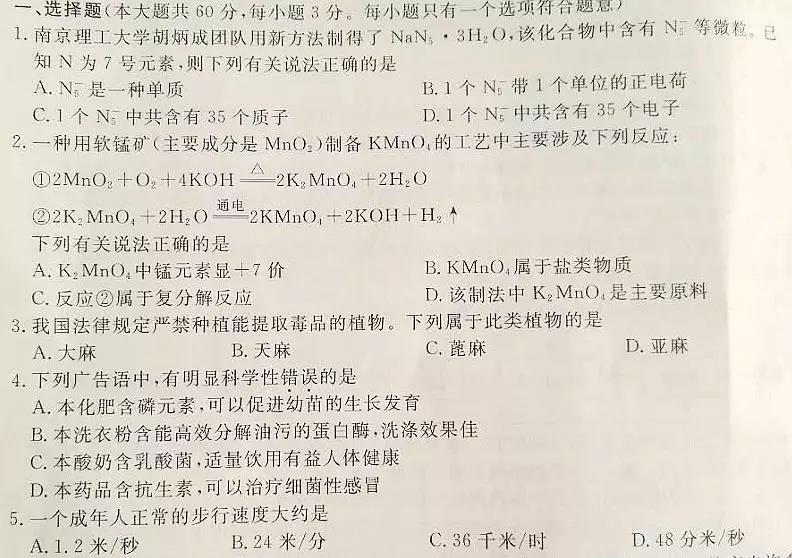 一、选择题(本大题共60分,每小题3分。每小题只有一个选项符合题意)
1.南京理工大学胡炳成团队用新方法制得了NaN₅·3H₂O,该化合物中含有N₅⁻等微粒。已
知N为7号元素,则下列有关说法正确的是
A.N₅⁻是一种单质 B.1个N₅⁻带1个单位的正电荷
C.1个N₅⁻中共含有35个质子 D.1个N₅⁻中共含有35个电子
2.一种用软锰矿(主要成分是MnO₂)制备KMnO₄的工艺中主要涉及下列反应:
①2MnO₂+O₂+4KOH =△= 2K₂MnO₄+2H₂O
②2K₂MnO₄+2H₂O =通电= 2KMnO₄+2KOH+H₂↑
下列有关说法正确的是
A.K₂MnO₄中锰元素显+7价 B.KMnO₄属于盐类物质
C.反应②属于复分解反应 D.该制法中K₂MnO₄是主要原料
3.我国法律规定严禁种植能提取毒品的植物。下列属于此类植物的是
A.大麻 B.天麻 C.蓖麻 D.亚麻
4.下列广告语中,有明显科学性错误的是
A.本化肥含磷元素,可以促进幼苗的生长发育
B.本洗衣粉含能高效分解油污的蛋白酶,洗涤效果佳
C.本酸奶含乳酸菌,适量饮用有益人体健康
D.本药品含抗生素,可以治疗细菌性感冒
5.一个成年人正常的步行速度大约是
A.1.2米/秒 B.24米/分 C.36千米/时 D.48分米/秒